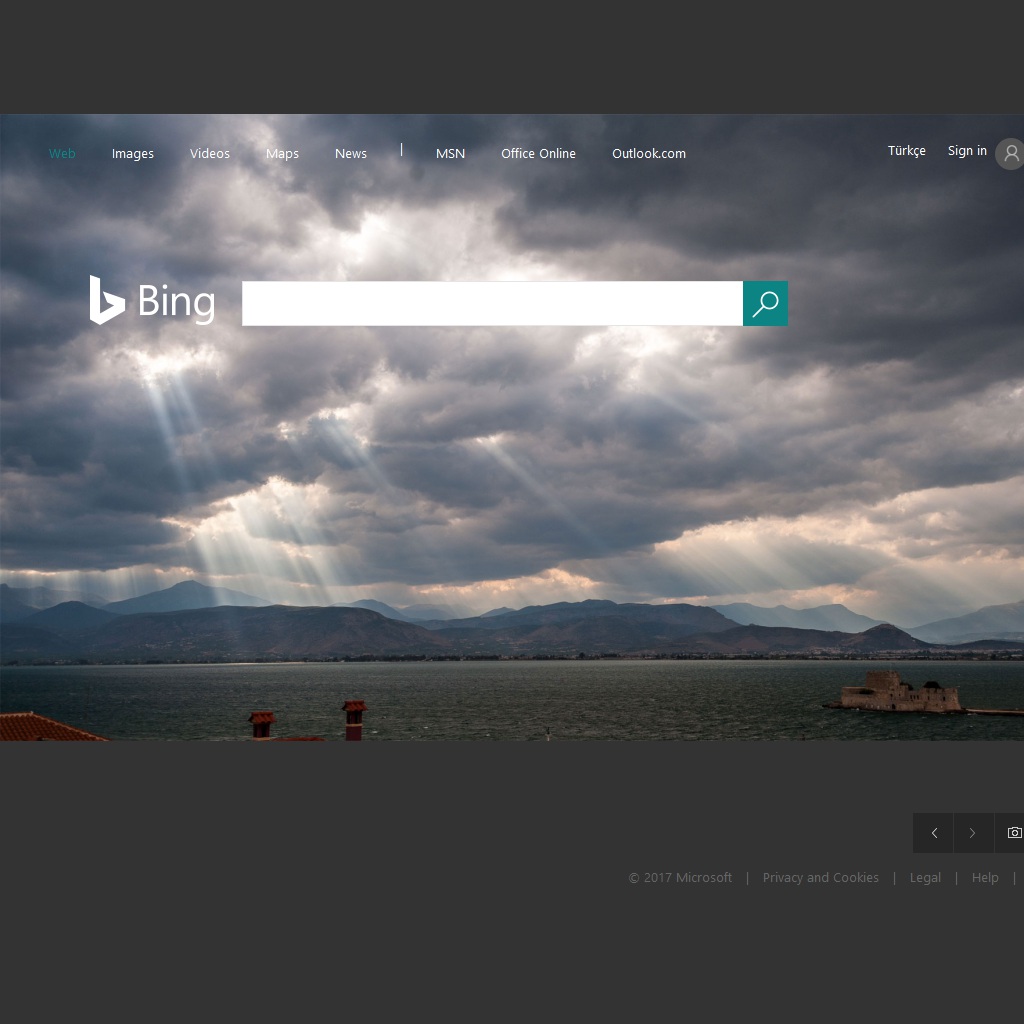 Web Images Videos Maps News | MSN Office Online Outlook.com Türkçe Sign in
Bing
© 2017 Microsoft | Privacy and Cookies | Legal | Help |